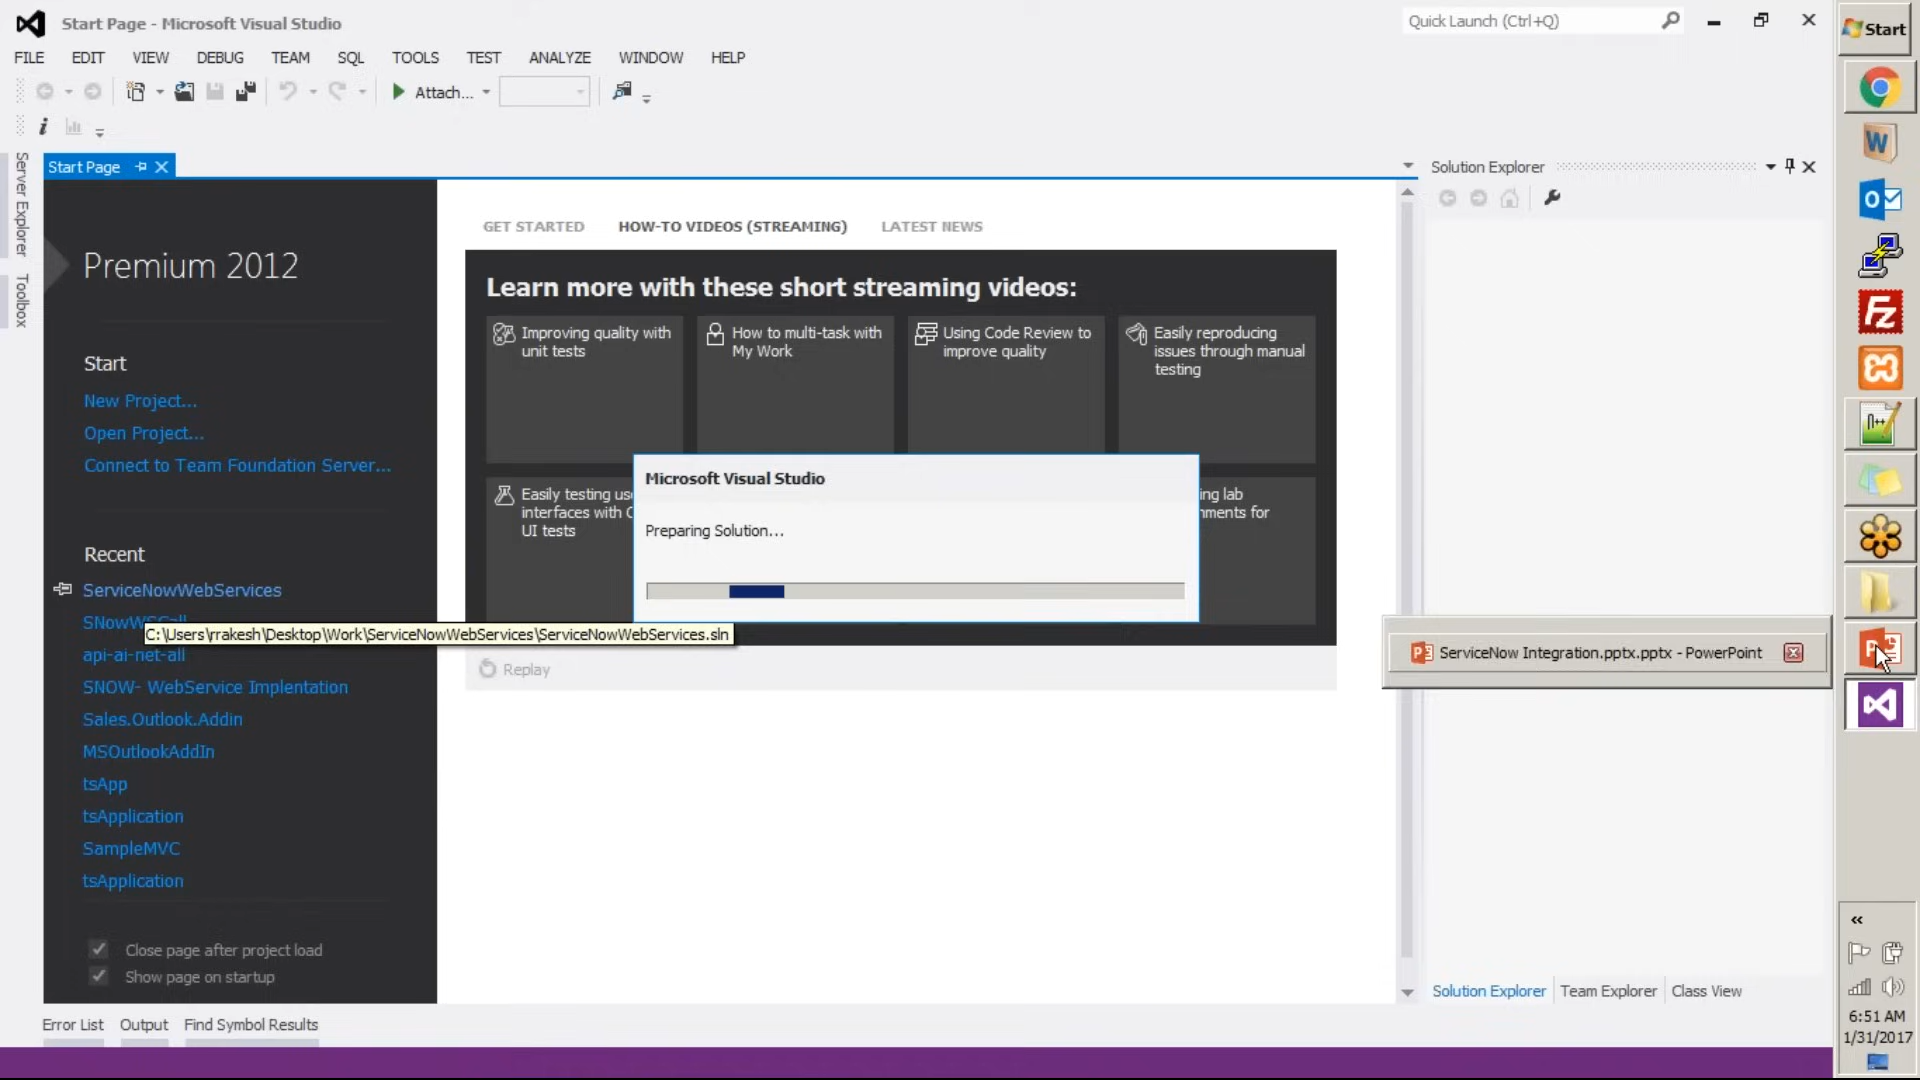 Start Page - Microsoft Visual Studio
Quick Launch (Ctrl+Q)
Start
FILE EDIT VIEW DEBUG TEAM SQL TOOLS TEST ANALYZE WINDOW HELP
Attach...
Server Explorer
Toolbox
Start Page
Solution Explorer
GET STARTED HOW-TO VIDEOS (STREAMING) LATEST NEWS
Premium 2012
Learn more with these short streaming videos:
Improving quality with
unit tests
How to multi-task with
My Work
Using Code Review to
improve quality
Easily reproducing
issues through manual
testing
Start
New Project...
Open Project...
Connect to Team Foundation Server...
Microsoft Visual Studio
Preparing Solution...
Easily testing
interfaces with
UI tests
lab
for
Recent
ServiceNowWebServices
C:\Users\rrakesh\Desktop\Work\ServiceNowWebServices\ServiceNowWebServices.sln
api-ai-net-all
SNOW- WebService Implentation
Sales.Outlook.Addin
MSOutlookAddIn
tsApp
tsApplication
SampleMVC
tsApplication
Replay
ServiceNow Integration.pptx.pptx - PowerPoint
Close page after project load
Show page on startup
Solution Explorer Team Explorer Class View
Error List Output Find Symbol Results
6:51 AM
1/31/2017